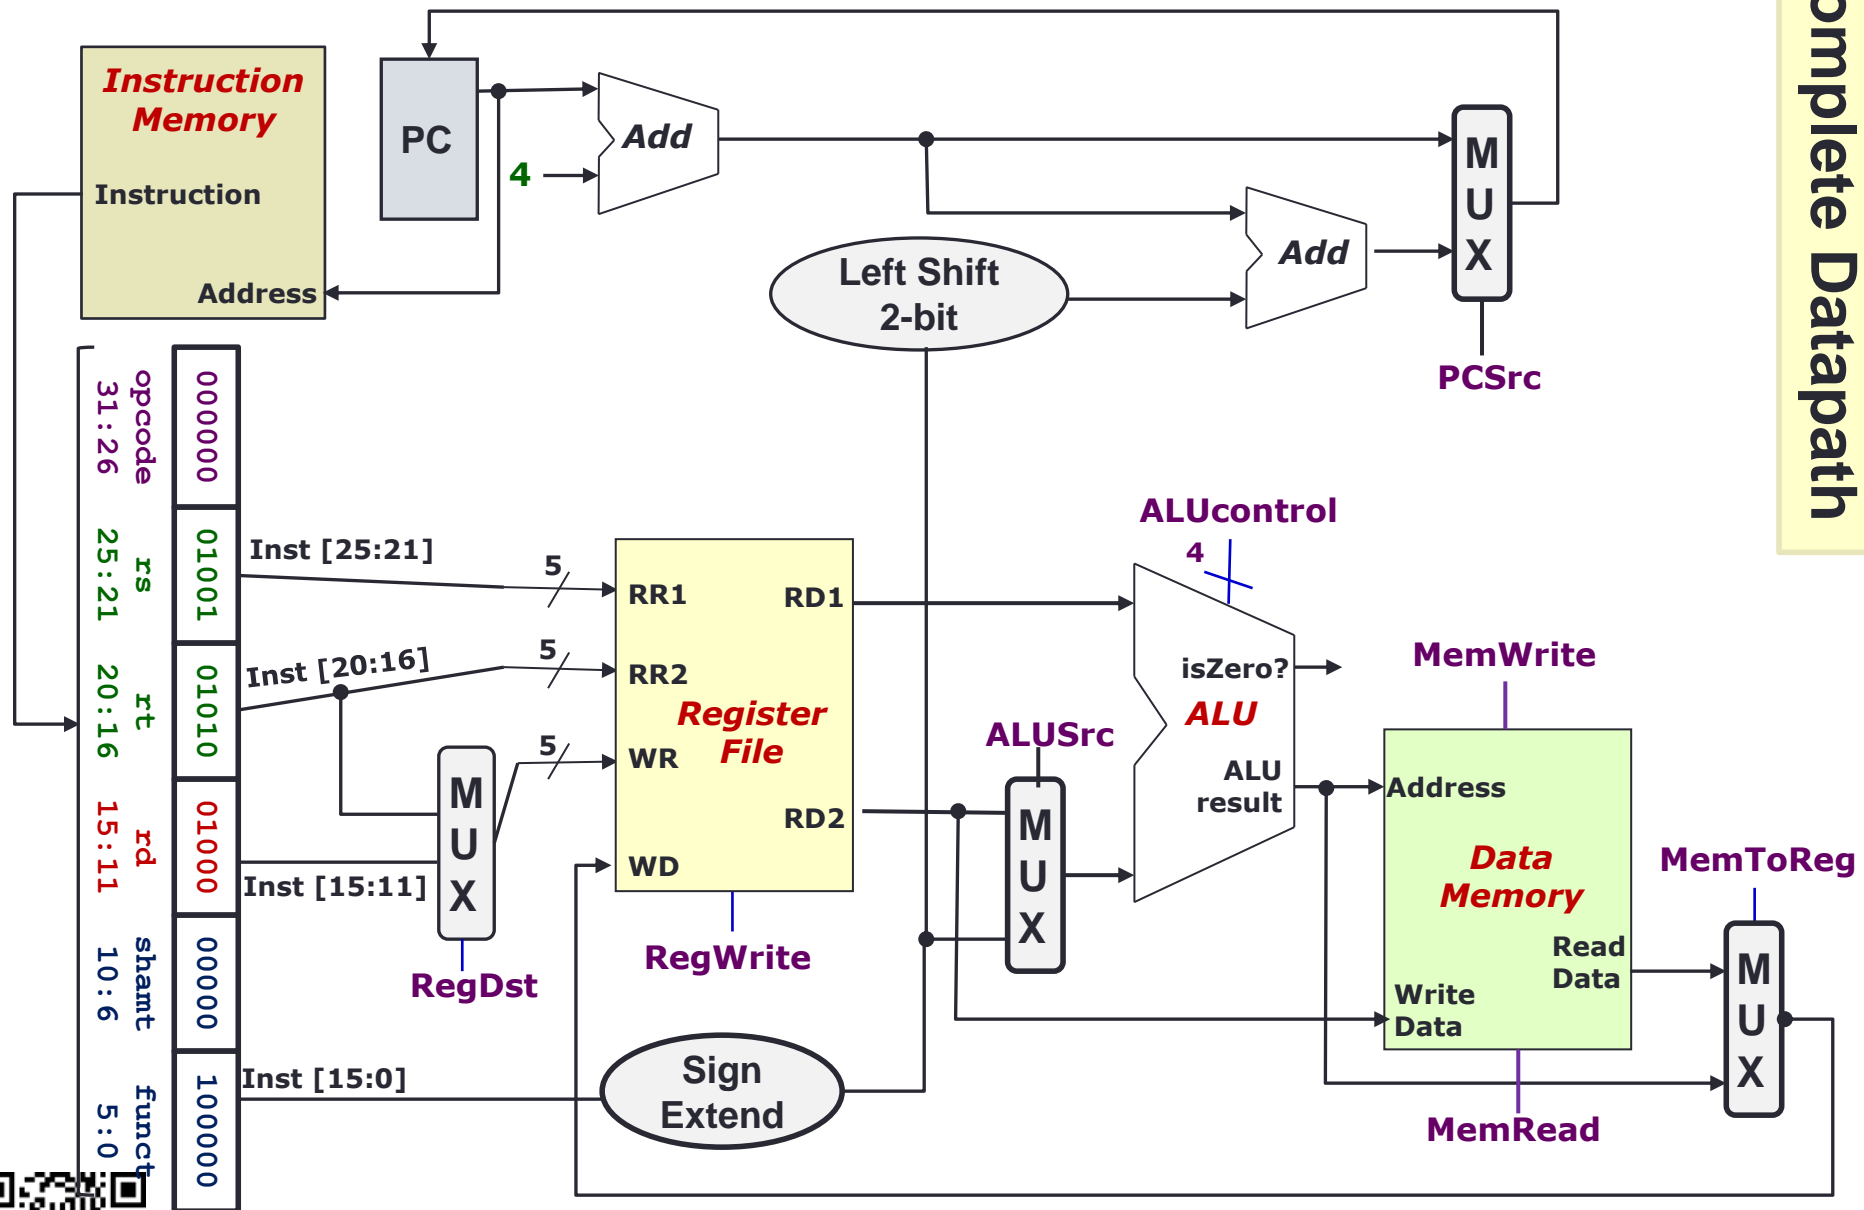 Instruction
Memory
Instruction
Address
PC
4
Add
Left Shift
2-bit
Add
M
U
X
PCSrc
omplete Datapath
opcode
31:26
000000
rs
25:21
01001
rt
20:16
01010
rd
15:11
01000
shamt
10:6
00000
funct
5:0
100000
Inst [25:21]
5
Inst [20:16]
5
5
Inst [15:11]
Inst [15:0]
M
U
X
RegDst
RR1
RR2
WR
WD
RD1
RD2
Register
File
RegWrite
Sign
Extend
ALUSrc
M
U
X
ALUcontrol
4
isZero?
ALU
ALU
result
MemWrite
Address
Data
Memory
Read
Data
Write
Data
MemRead
MemToReg
M
U
X